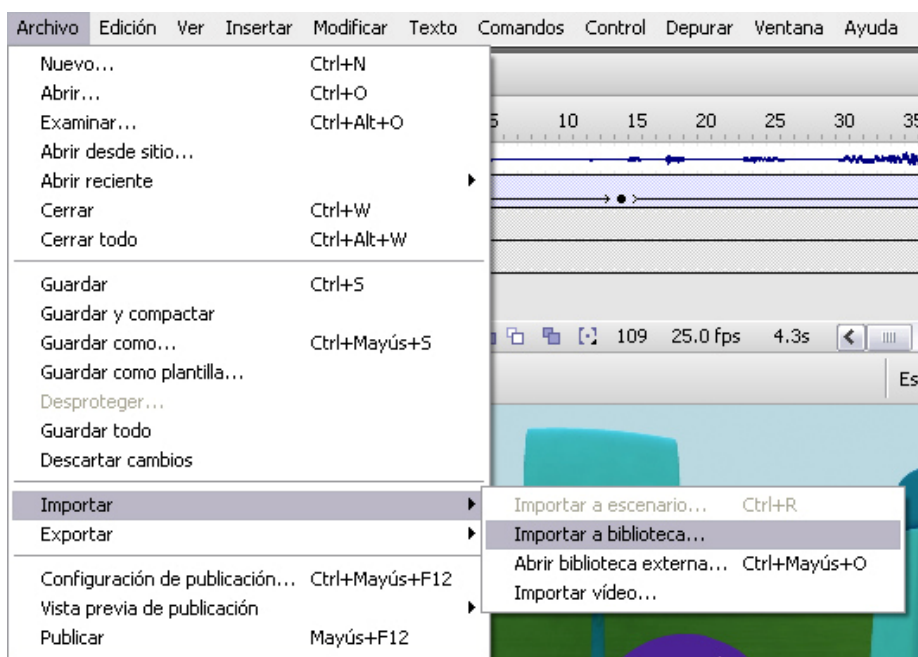 Archivo Edición Ver Insertar Modificar Texto Comandos Control Depurar Ventana Ayuda
Nuevo... Ctrl+N
Abrir... Ctrl+O
Examinar... Ctrl+Alt+O
Abrir desde sitio...
Abrir reciente
Cerrar Ctrl+W
Cerrar todo Ctrl+Alt+W
Guardar Ctrl+S
Guardar y compactar
Guardar como... Ctrl+Mayús+S
Guardar como plantilla...
Desproteger...
Guardar todo
Descartar cambios
Importar
Exportar
Configuración de publicación... Ctrl+Mayús+F12
Vista previa de publicación
Publicar Mayús+F12
5 10 15 20 25 30 35
109 25.0 fps 4.3s
Es
Importar a escenario... Ctrl+R
Importar a biblioteca...
Abrir biblioteca externa... Ctrl+Mayús+O
Importar vídeo...